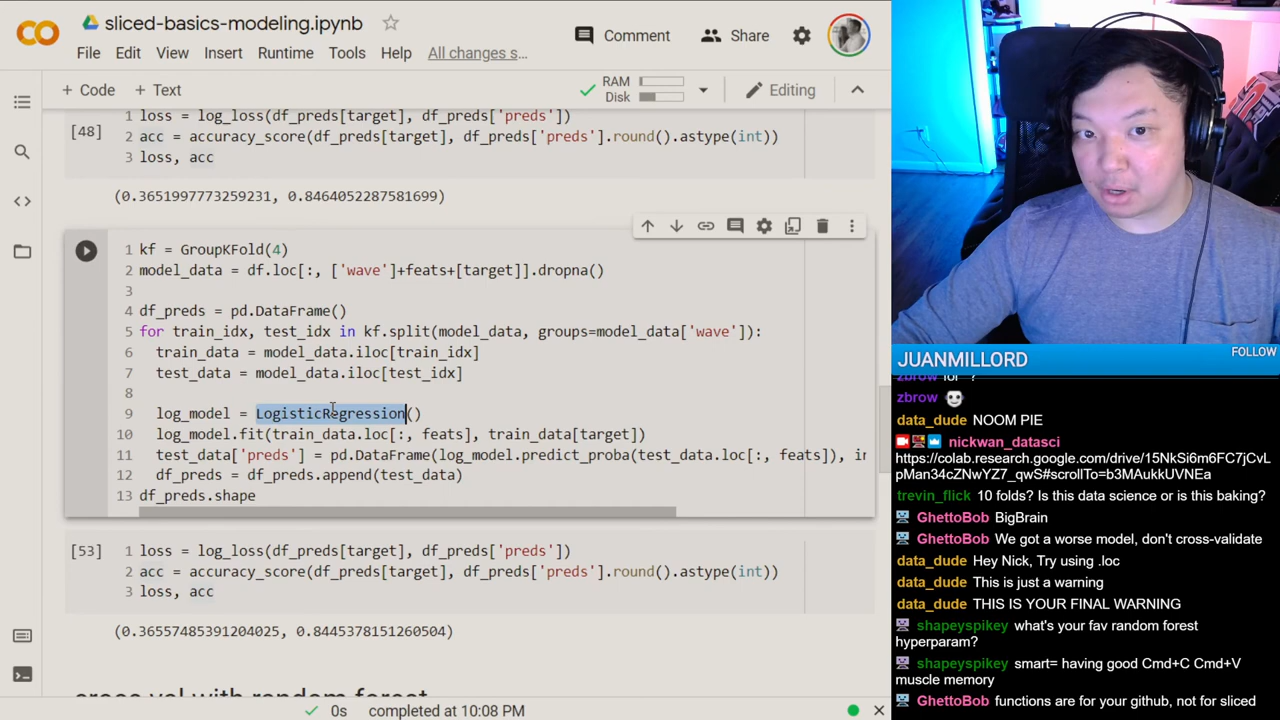 sliced-basics-modeling.ipynb
File Edit View Insert Runtime Tools Help All changes s…
Comment Share
+ Code + Text
RAM
Disk
Editing
[48]
1 loss = log_loss(df_preds[target], df_preds['preds'])
2 acc = accuracy_score(df_preds[target], df_preds['preds'].round().astype(int))
3 loss, acc
(0.3651997773259231, 0.8464052287581699)
1 kf = GroupKFold(4)
2 model_data = df.loc[:, ['wave']+feats+[target]].dropna()
3
4 df_preds = pd.DataFrame()
5 for train_idx, test_idx in kf.split(model_data, groups=model_data['wave']):
6 train_data = model_data.iloc[train_idx]
7 test_data = model_data.iloc[test_idx]
8
9 log_model = LogisticRegression()
10 log_model.fit(train_data.loc[:, feats], train_data[target])
11 test_data['preds'] = pd.DataFrame(log_model.predict_proba(test_data.loc[:, feats]), in
12 df_preds = df_preds.append(test_data)
13 df_preds.shape
[53]
1 loss = log_loss(df_preds[target], df_preds['preds'])
2 acc = accuracy_score(df_preds[target], df_preds['preds'].round().astype(int))
3 loss, acc
(0.36557485391204025, 0.8445378151260504)
cross val with random forest
0s completed at 10:08 PM
JUANMILLORD
FOLLOW
zbrow
data_dude NOOM PIE
nickwan_datasci
https://colab.research.google.com/drive/15NkSi6m6FC7jCvL
pMan34cZNwYZ7_qwS#scrollTo=b3MAukkUVNEa
trevin_flick 10 folds? Is this data science or is this baking?
GhettoBob BigBrain
GhettoBob We got a worse model, don't cross-validate
data_dude Hey Nick, Try using .loc
data_dude This is just a warning
data_dude THIS IS YOUR FINAL WARNING
shapeyspikey what's your fav random forest
hyperparam?
shapeyspikey smart= having good Cmd+C Cmd+V
muscle memory
GhettoBob functions are for your github, not for sliced